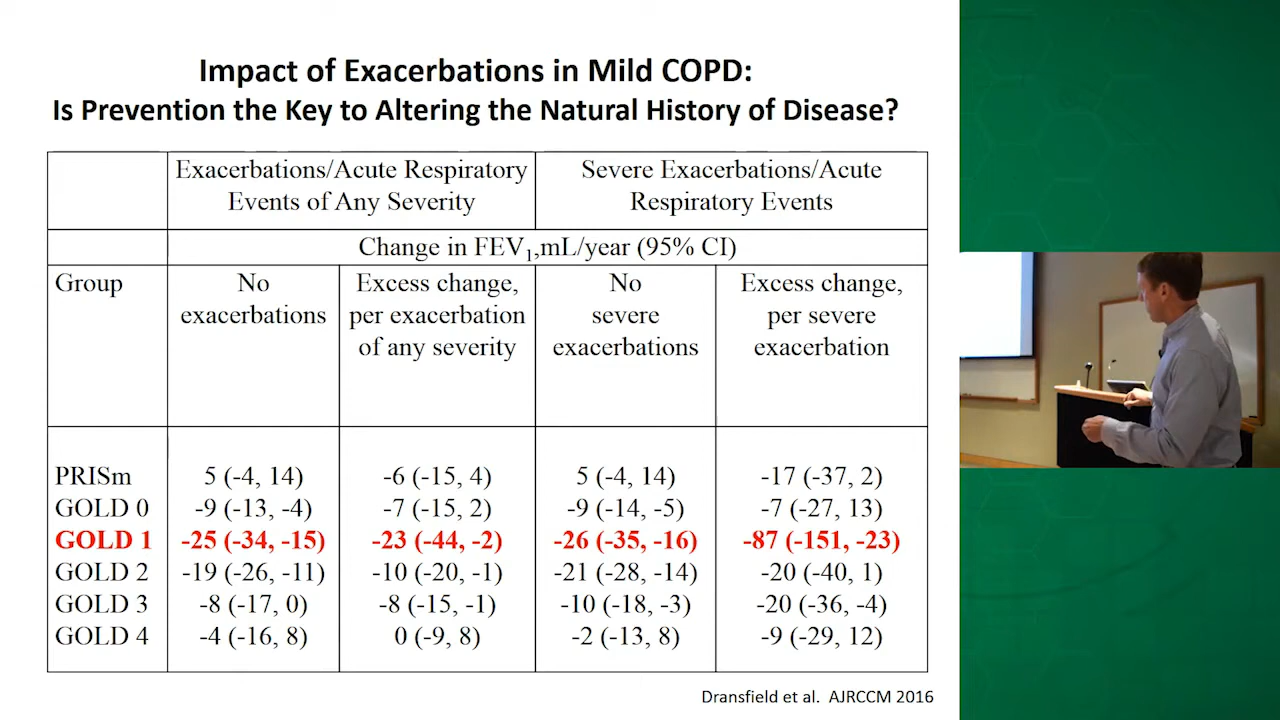 Impact of Exacerbations in Mild COPD:
Is Prevention the Key to Altering the Natural History of Disease?
Exacerbations/Acute Respiratory
Events of Any Severity
Severe Exacerbations/Acute
Respiratory Events
Change in FEV1,mL/year (95% CI)
Group
No
exacerbations
Excess change,
per exacerbation
of any severity
No
severe
exacerbations
Excess change,
per severe
exacerbation
PRISm 5 (-4, 14) -6 (-15, 4) 5 (-4, 14) -17 (-37, 2)
GOLD 0 -9 (-13, -4) -7 (-15, 2) -9 (-14, -5) -7 (-27, 13)
GOLD 1 -25 (-34, -15) -23 (-44, -2) -26 (-35, -16) -87 (-151, -23)
GOLD 2 -19 (-26, -11) -10 (-20, -1) -21 (-28, -14) -20 (-40, 1)
GOLD 3 -8 (-17, 0) -8 (-15, -1) -10 (-18, -3) -20 (-36, -4)
GOLD 4 -4 (-16, 8) 0 (-9, 8) -2 (-13, 8) -9 (-29, 12)
Dransfield et al. AJRCCM 2016